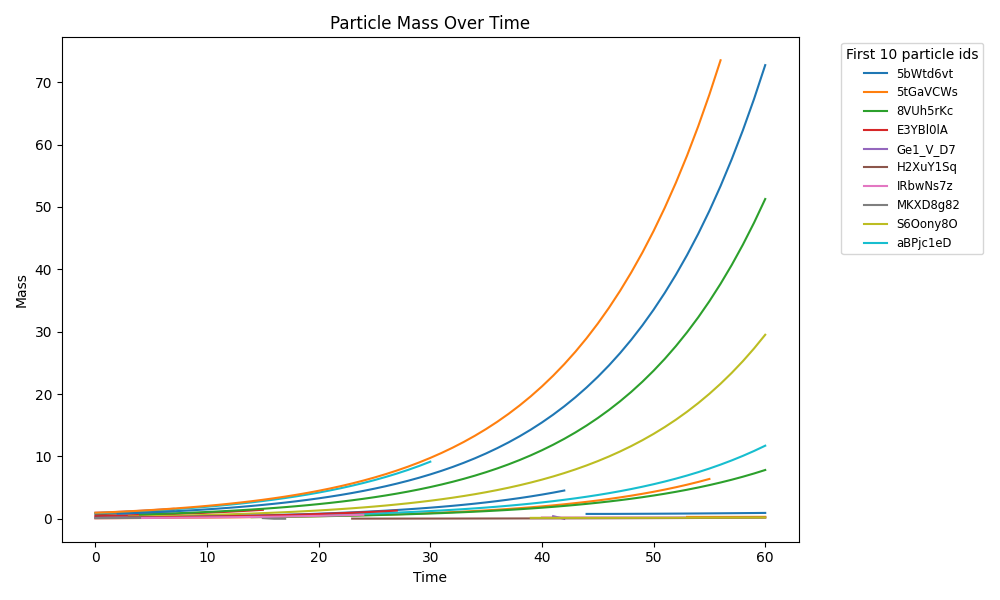 Particle Mass Over Time
First 10 particle ids
5bWtd6vt
5tGaVCWs
8VUh5rKc
E3YBl0lA
Ge1_V_D7
H2XuY1Sq
IRbwNs7z
MKXD8g82
S6Oony8O
aBPjc1eD
Mass
70
60
50
40
30
20
10
0
0 10 20 30 40 50 60
Time